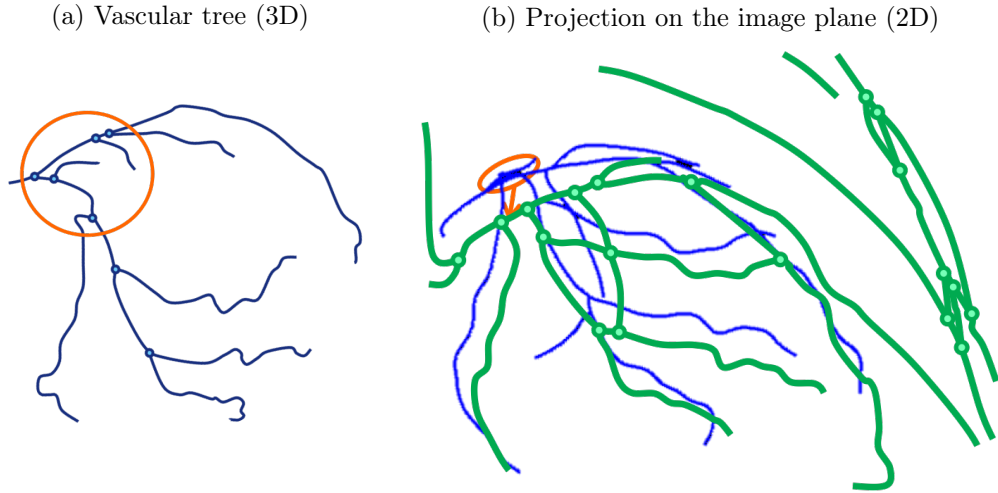 (a) Vascular tree (3D)
(b) Projection on the image plane (2D)